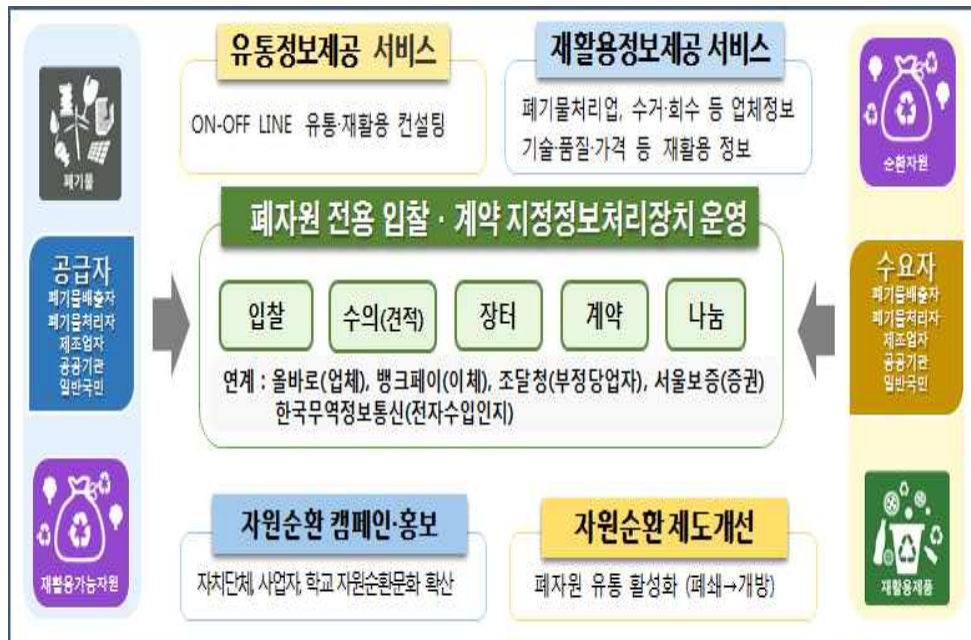 유통정보제공 서비스
ON-OFF LINE 유통·재활용 컨설팅
재활용정보제공 서비스
폐기물처리업, 수거·회수 등 업체정보
기술·품질·가격 등 재활용 정보
폐기물
공급자
폐기물배출자
폐기물처리자
제조업자
공공기관
일반국민
재활용가능자원
폐자원 전용 입찰·계약 지정정보처리장치 운영
입찰
수의(견적)
장터
계약
나눔
연계 : 올바로(업체), 뱅크페이(이체), 조달청(부정당업자), 서울보증(증권)
한국무역정보통신(전자수입인지)
순환자원
수요자
폐기물배출자
폐기물처리자
제조업자
공공기관
일반국민
재활용제품
자원순환 캠페인·홍보
자치단체, 사업자, 학교 자원순환문화 확산
자원순환 제도개선
폐자원 유통 활성화 (폐쇄→개방)